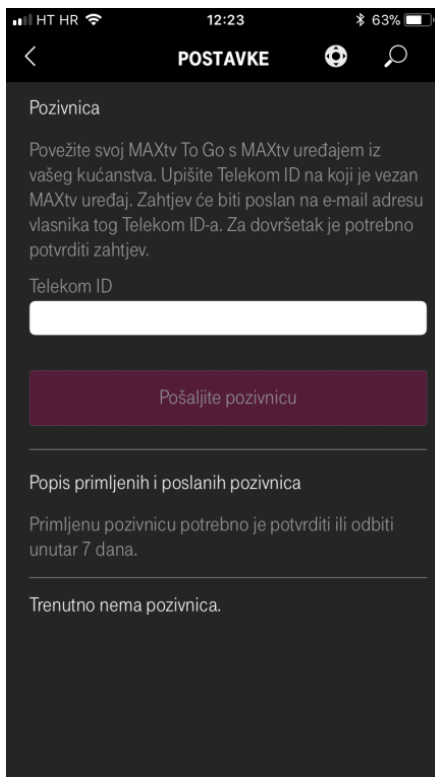 HT HR 12:23 63%
POSTAVKE
Pozivnica
Povežite svoj MAXtv To Go s MAXtv uređajem iz
vašeg kućanstva. Upišite Telekom ID na koji je vezan
MAXtv uređaj. Zahtjev će biti poslan na e-mail adresu
vlasnika tog Telekom ID-a. Za dovršetak je potrebno
potvrditi zahtjev.
Telekom ID
Pošaljite pozivnicu
Popis primljenih i poslanih pozivnica
Primljenu pozivnicu potrebno je potvrditi ili odbiti
unutar 7 dana.
Trenutno nema pozivnica.